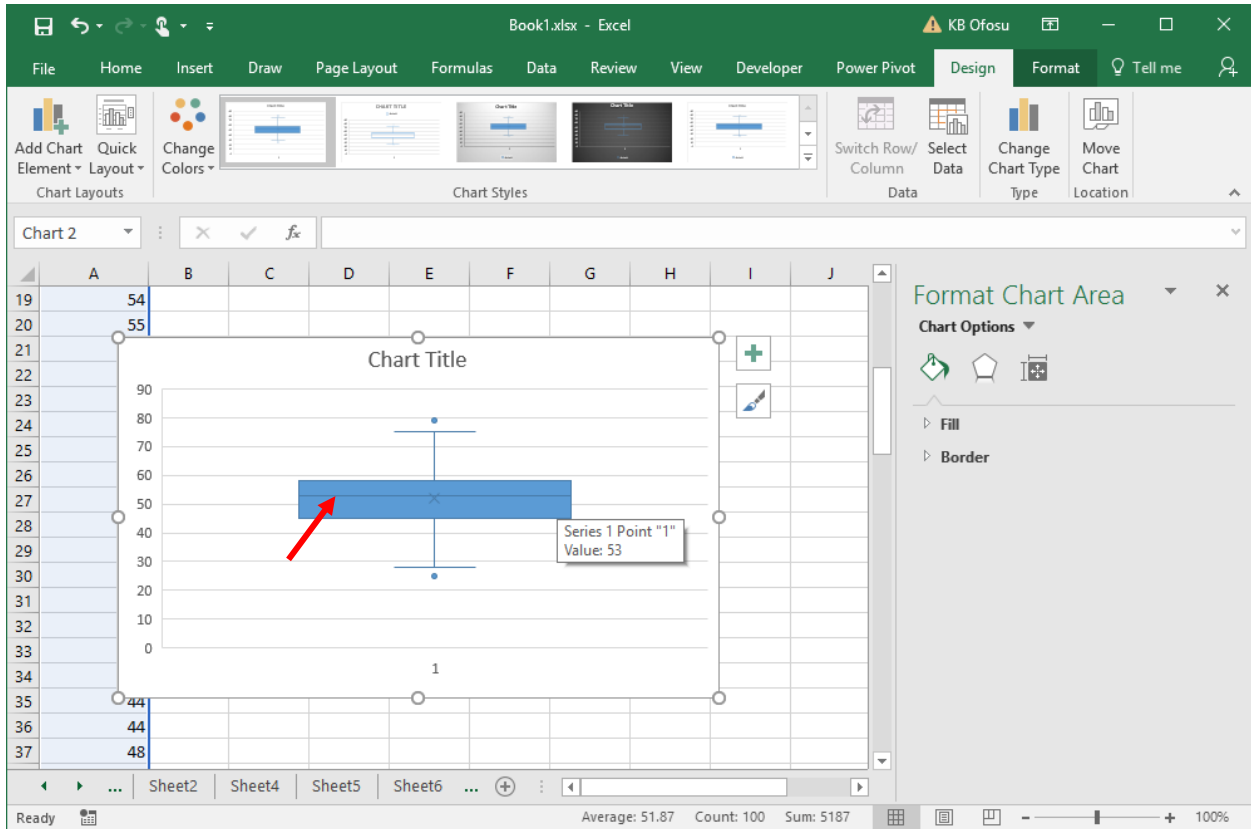 Book1.xlsx - Excel
KB Ofosu
File Home Insert Draw Page Layout Formulas Data Review View Developer Power Pivot Design Format Tell me
Add Chart Element
Quick Layout
Change Colors
Switch Row/ Column
Select Data
Change Chart Type
Move Chart
Chart Layouts
Chart Styles
Data
Type
Location
Chart 2
fx
A B C D E F G H I J
19 54
20 55
21
22
23
24
25
26
27
28
29
30
31
32
33
34
35 44
36 44
37 48
Chart Title
90
80
70
60
50
40
30
20
10
0
1
Series 1 Point "1"
Value: 53
Format Chart Area
Chart Options
Fill
Border
... Sheet2 Sheet4 Sheet5 Sheet6 ...
Ready
Average: 51.87 Count: 100 Sum: 5187
100%